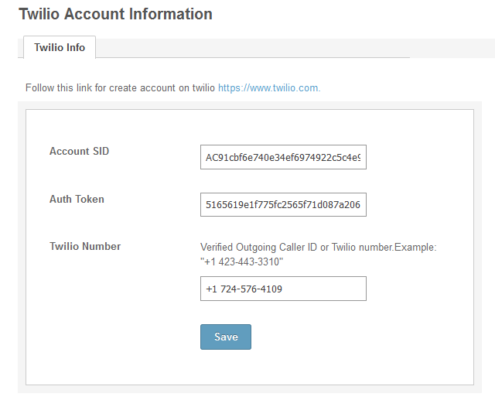 Twilio Account Information
Twilio Info
Follow this link for create account on twilio https://www.twilio.com.
Account SID
AC91cbf6e740e34ef6974922c5c4e9
Auth Token
5165619e1f775fc2565f71d087a206
Twilio Number
Verified Outgoing Caller ID or Twilio number.Example:
"+1 423-443-3310"
+1 724-576-4109
Save